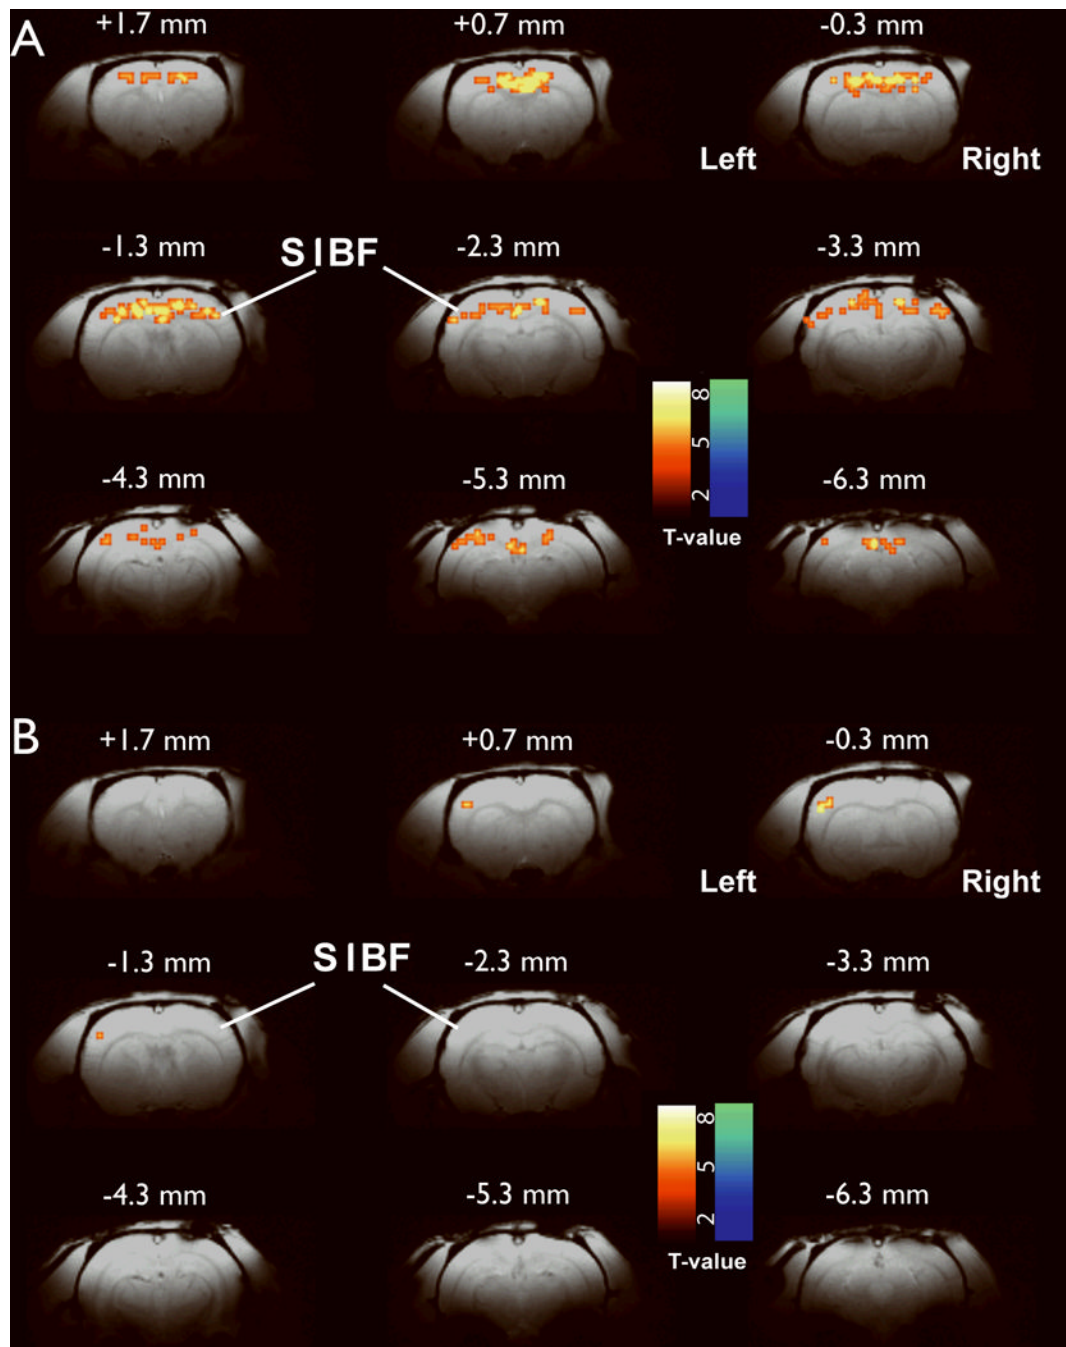 A
+1.7 mm
+0.7 mm
-0.3 mm
Left
Right
-1.3 mm
S1BF
-2.3 mm
-3.3 mm
8
5
2
T-value
-4.3 mm
-5.3 mm
-6.3 mm
B
+1.7 mm
+0.7 mm
-0.3 mm
Left
Right
-1.3 mm
S1BF
-2.3 mm
-3.3 mm
8
5
2
T-value
-4.3 mm
-5.3 mm
-6.3 mm